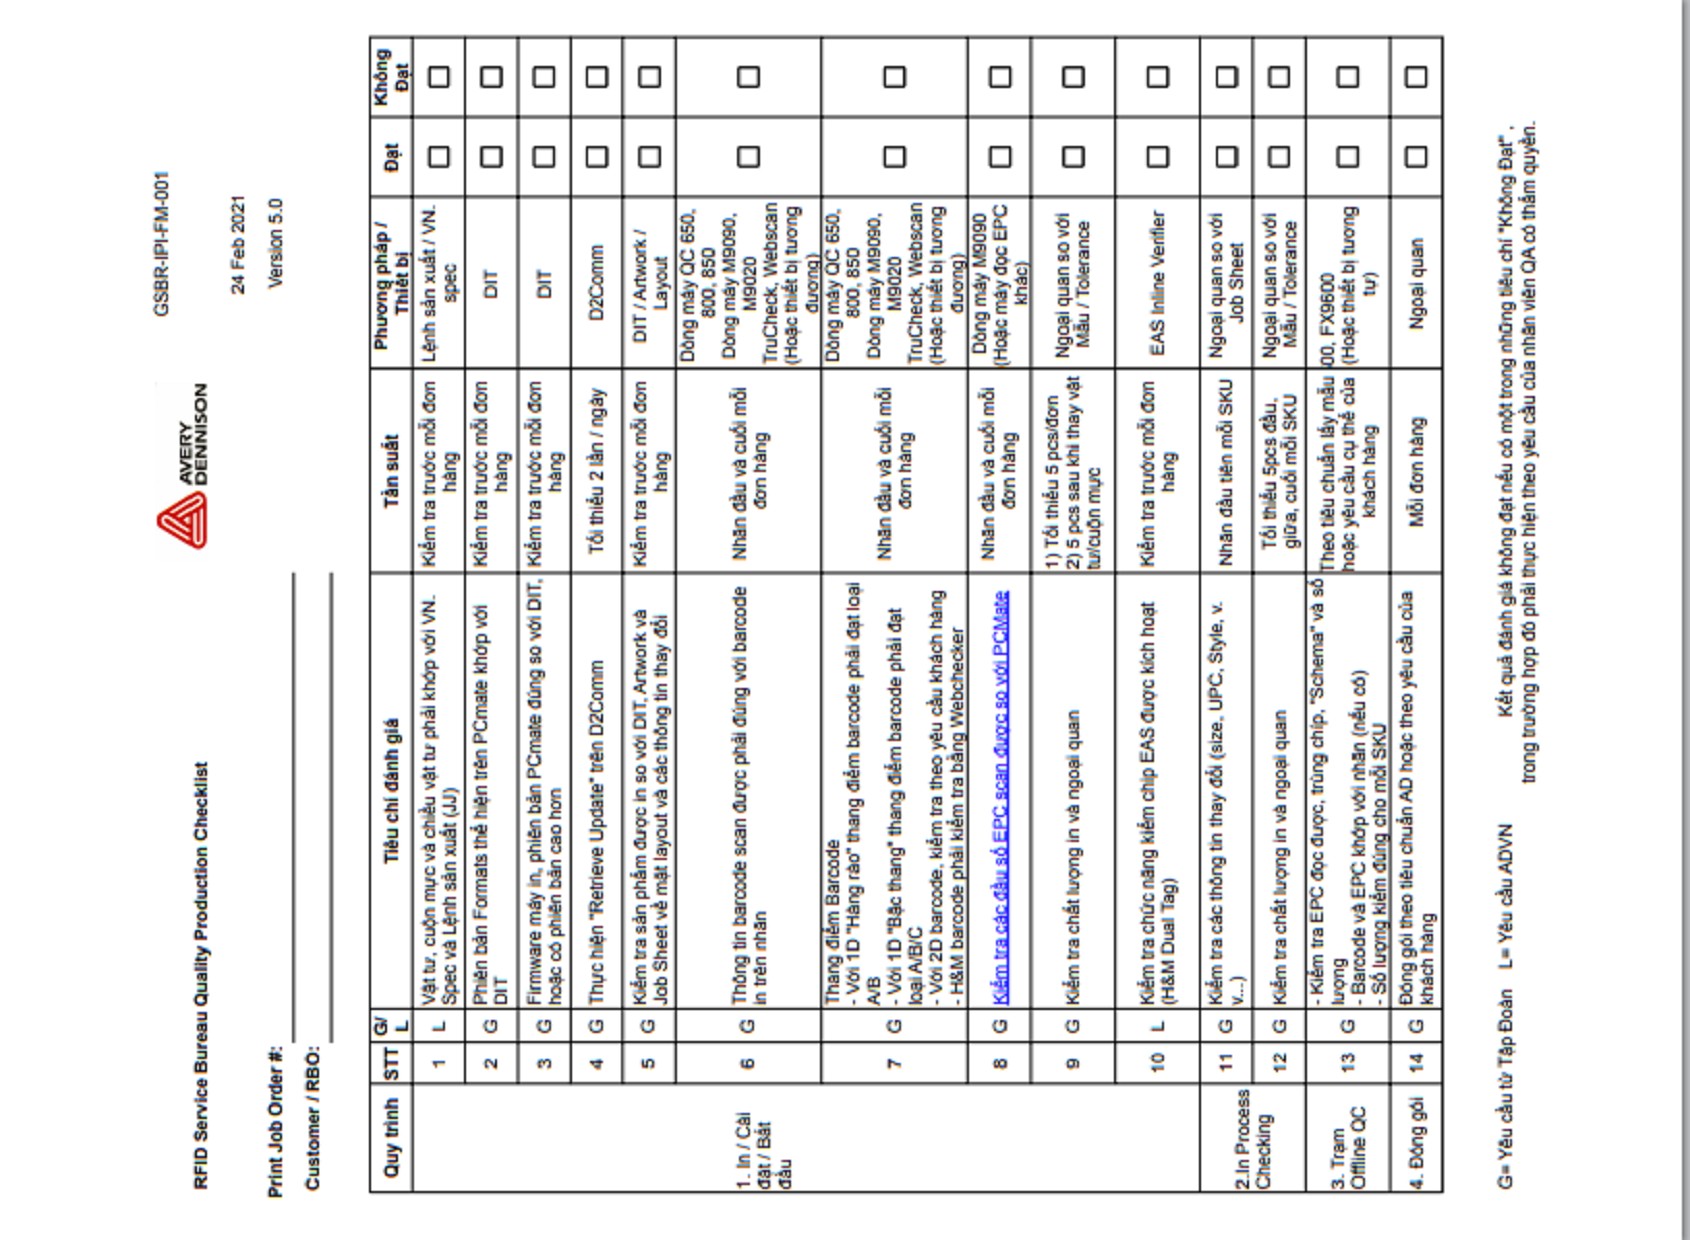 GSBR-IPI-FM-001
AVERY
DENNISON
RFID Service Bureau Quality Production Checklist
24 Feb 2021
Print Job Order #:
Version 5.0
Customer / RBO:
Quy trình STT G/ L Tiêu chí đánh giá Tần suất Phương pháp / Thiết bị Đạt Không Đạt
1. In / Cài
đặt / Bắt
đầu
1 L Vật tư, cuộn mực và chiều vật tư phải khớp với VN. Kiểm tra trước mỗi đơn Lệnh sản xuất / VN.
Spec và Lệnh sản xuất (JJ) hàng spec
2 G Phiên bản Formats thể hiện trên PCmate khớp với Kiểm tra trước mỗi đơn DIT
DIT hàng
3 G Firmware máy in, phiên bản PCmate đúng so với DIT, Kiểm tra trước mỗi đơn DIT
hoặc có phiên bản cao hơn hàng
4 G Thực hiện "Retrieve Update" trên D2Comm Tối thiểu 2 lần / ngày D2Comm
5 G Kiểm tra sản phẩm được in so với DIT, Artwork và Kiểm tra trước mỗi đơn DIT / Artwork /
Job Sheet về mặt layout và các thông tin thay đổi hàng Layout
6 G Thông tin barcode scan được phải đúng với barcode
in trên nhãn
Nhãn đầu và cuối mỗi
đơn hàng
Dòng máy QC 650,
800, 850
Dòng máy M9090,
M9020
TruCheck, Webscan
(Hoặc thiết bị tương
đương)
7 G Thang điểm Barcode
- Với 1D "Hàng rào" thang điểm barcode phải đạt loại
A/B
- Với 1D "Bậc thang" thang điểm barcode phải đạt
loại A/B/C
- Với 2D barcode, kiểm tra theo yêu cầu khách hàng
- H&M barcode phải kiểm tra bằng Webchecker
Nhãn đầu và cuối mỗi
đơn hàng
Dòng máy QC 650,
800, 850
Dòng máy M9090,
M9020
TruCheck, Webscan
(Hoặc thiết bị tương
đương)
8 G Kiểm tra các đầu số EPC scan được so với PCMate
Nhãn đầu và cuối mỗi
đơn hàng
Dòng máy M9090
(Hoặc máy đọc EPC
khác)
9 G Kiểm tra chất lượng in và ngoại quan
1) Tối thiểu 5 pcs/đơn
2) 5 pcs sau khi thay vật
tư/cuộn mực
Ngoại quan so với
Mẫu / Tolerance
10 L Kiểm tra chức năng kiểm chip EAS được kích hoạt
(H&M Dual Tag)
Kiểm tra trước mỗi đơn
hàng
EAS Inline Verifier
2.In Process
Checking
11 G Kiểm tra các thông tin thay đổi (size, UPC, Style, v.
v...)
Nhãn đầu tiên mỗi SKU
Ngoại quan so với
Job Sheet
12 G Kiểm tra chất lượng in và ngoại quan
Tối thiểu 5pcs đầu,
giữa, cuối mỗi SKU
Ngoại quan so với
Mẫu / Tolerance
3. Trạm
Offline QC
13 G - Kiểm tra EPC đọc được, trùng chip, "Schema" và số
lượng
- Barcode và EPC khớp với nhãn (nếu có)
- Số lượng kiểm đúng cho mỗi SKU
Theo tiêu chuẩn lấy mẫu
hoặc yêu cầu cụ thể của
khách hàng
00, FX9600
(Hoặc thiết bị tương
tự)
4. Đóng gói
14 G Đóng gói theo tiêu chuẩn AD hoặc theo yêu cầu của
khách hàng
Mỗi đơn hàng
Ngoại quan
G= Yêu cầu từ Tập Đoàn L= Yêu cầu ADVN
Kết quả đánh giá không đạt nếu có một trong những tiêu chí "Không Đạt" ,
trong trường hợp đó phải thực hiện theo yêu cầu của nhân viên QA có thẩm quyền.